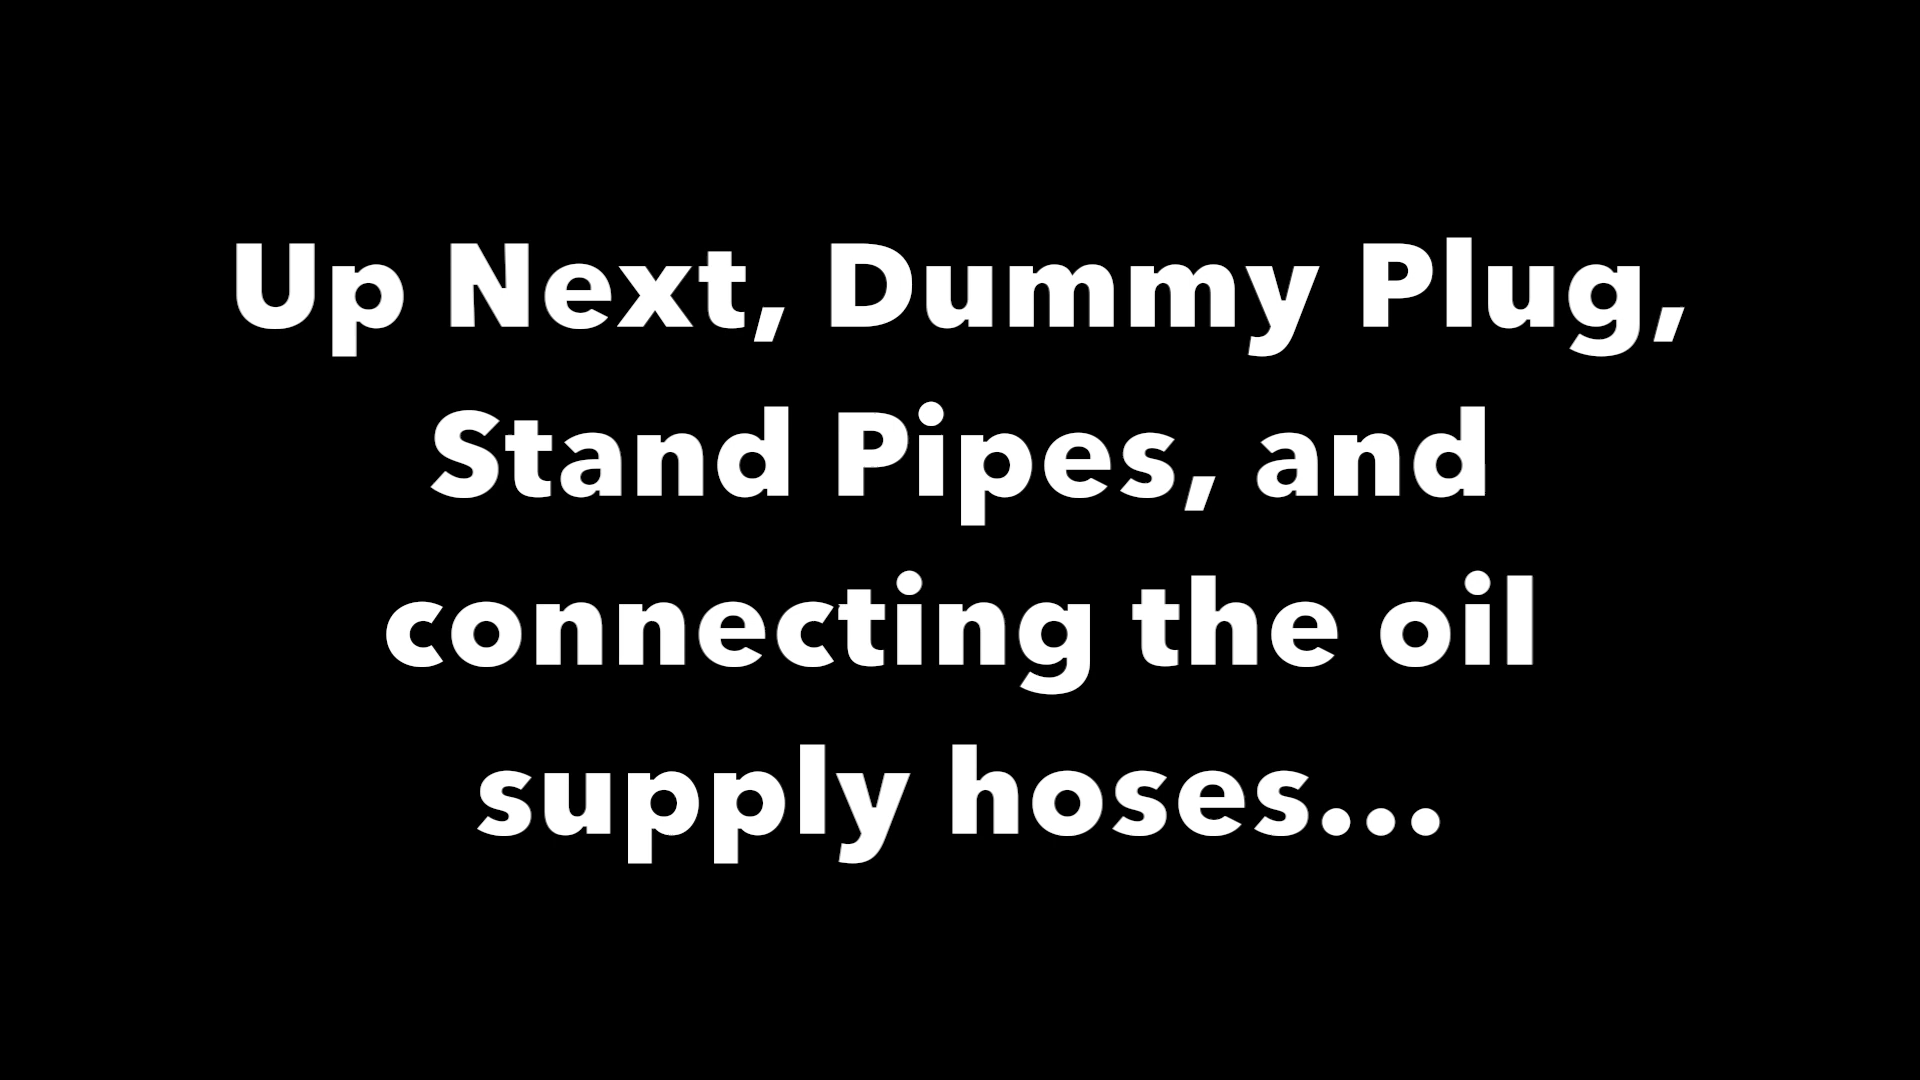 Up Next, Dummy Plug,
Stand Pipes, and
connecting the oil
supply hoses...